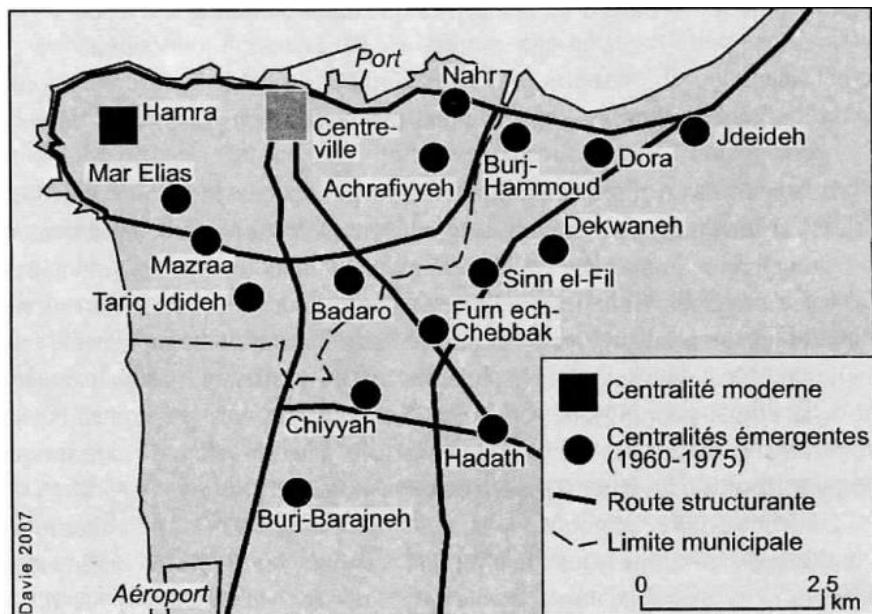 Port
Nahr
Hamra
Centre-
ville
Jdeideh
Mar Elias
Achrafiyyeh
Burj-
Hammoud
Dora
Dekwaneh
Mazraa
Sinn el-Fil
Tariq Jdideh
Badaro
Furn ech-
Chebbak
Chiyyah
Hadath
Burj-Barajneh
Aéroport
Davie, 2007
Centralité moderne
Centralités émergentes
(1960-1975)
Route structurante
Limite municipale
0 2.5
km